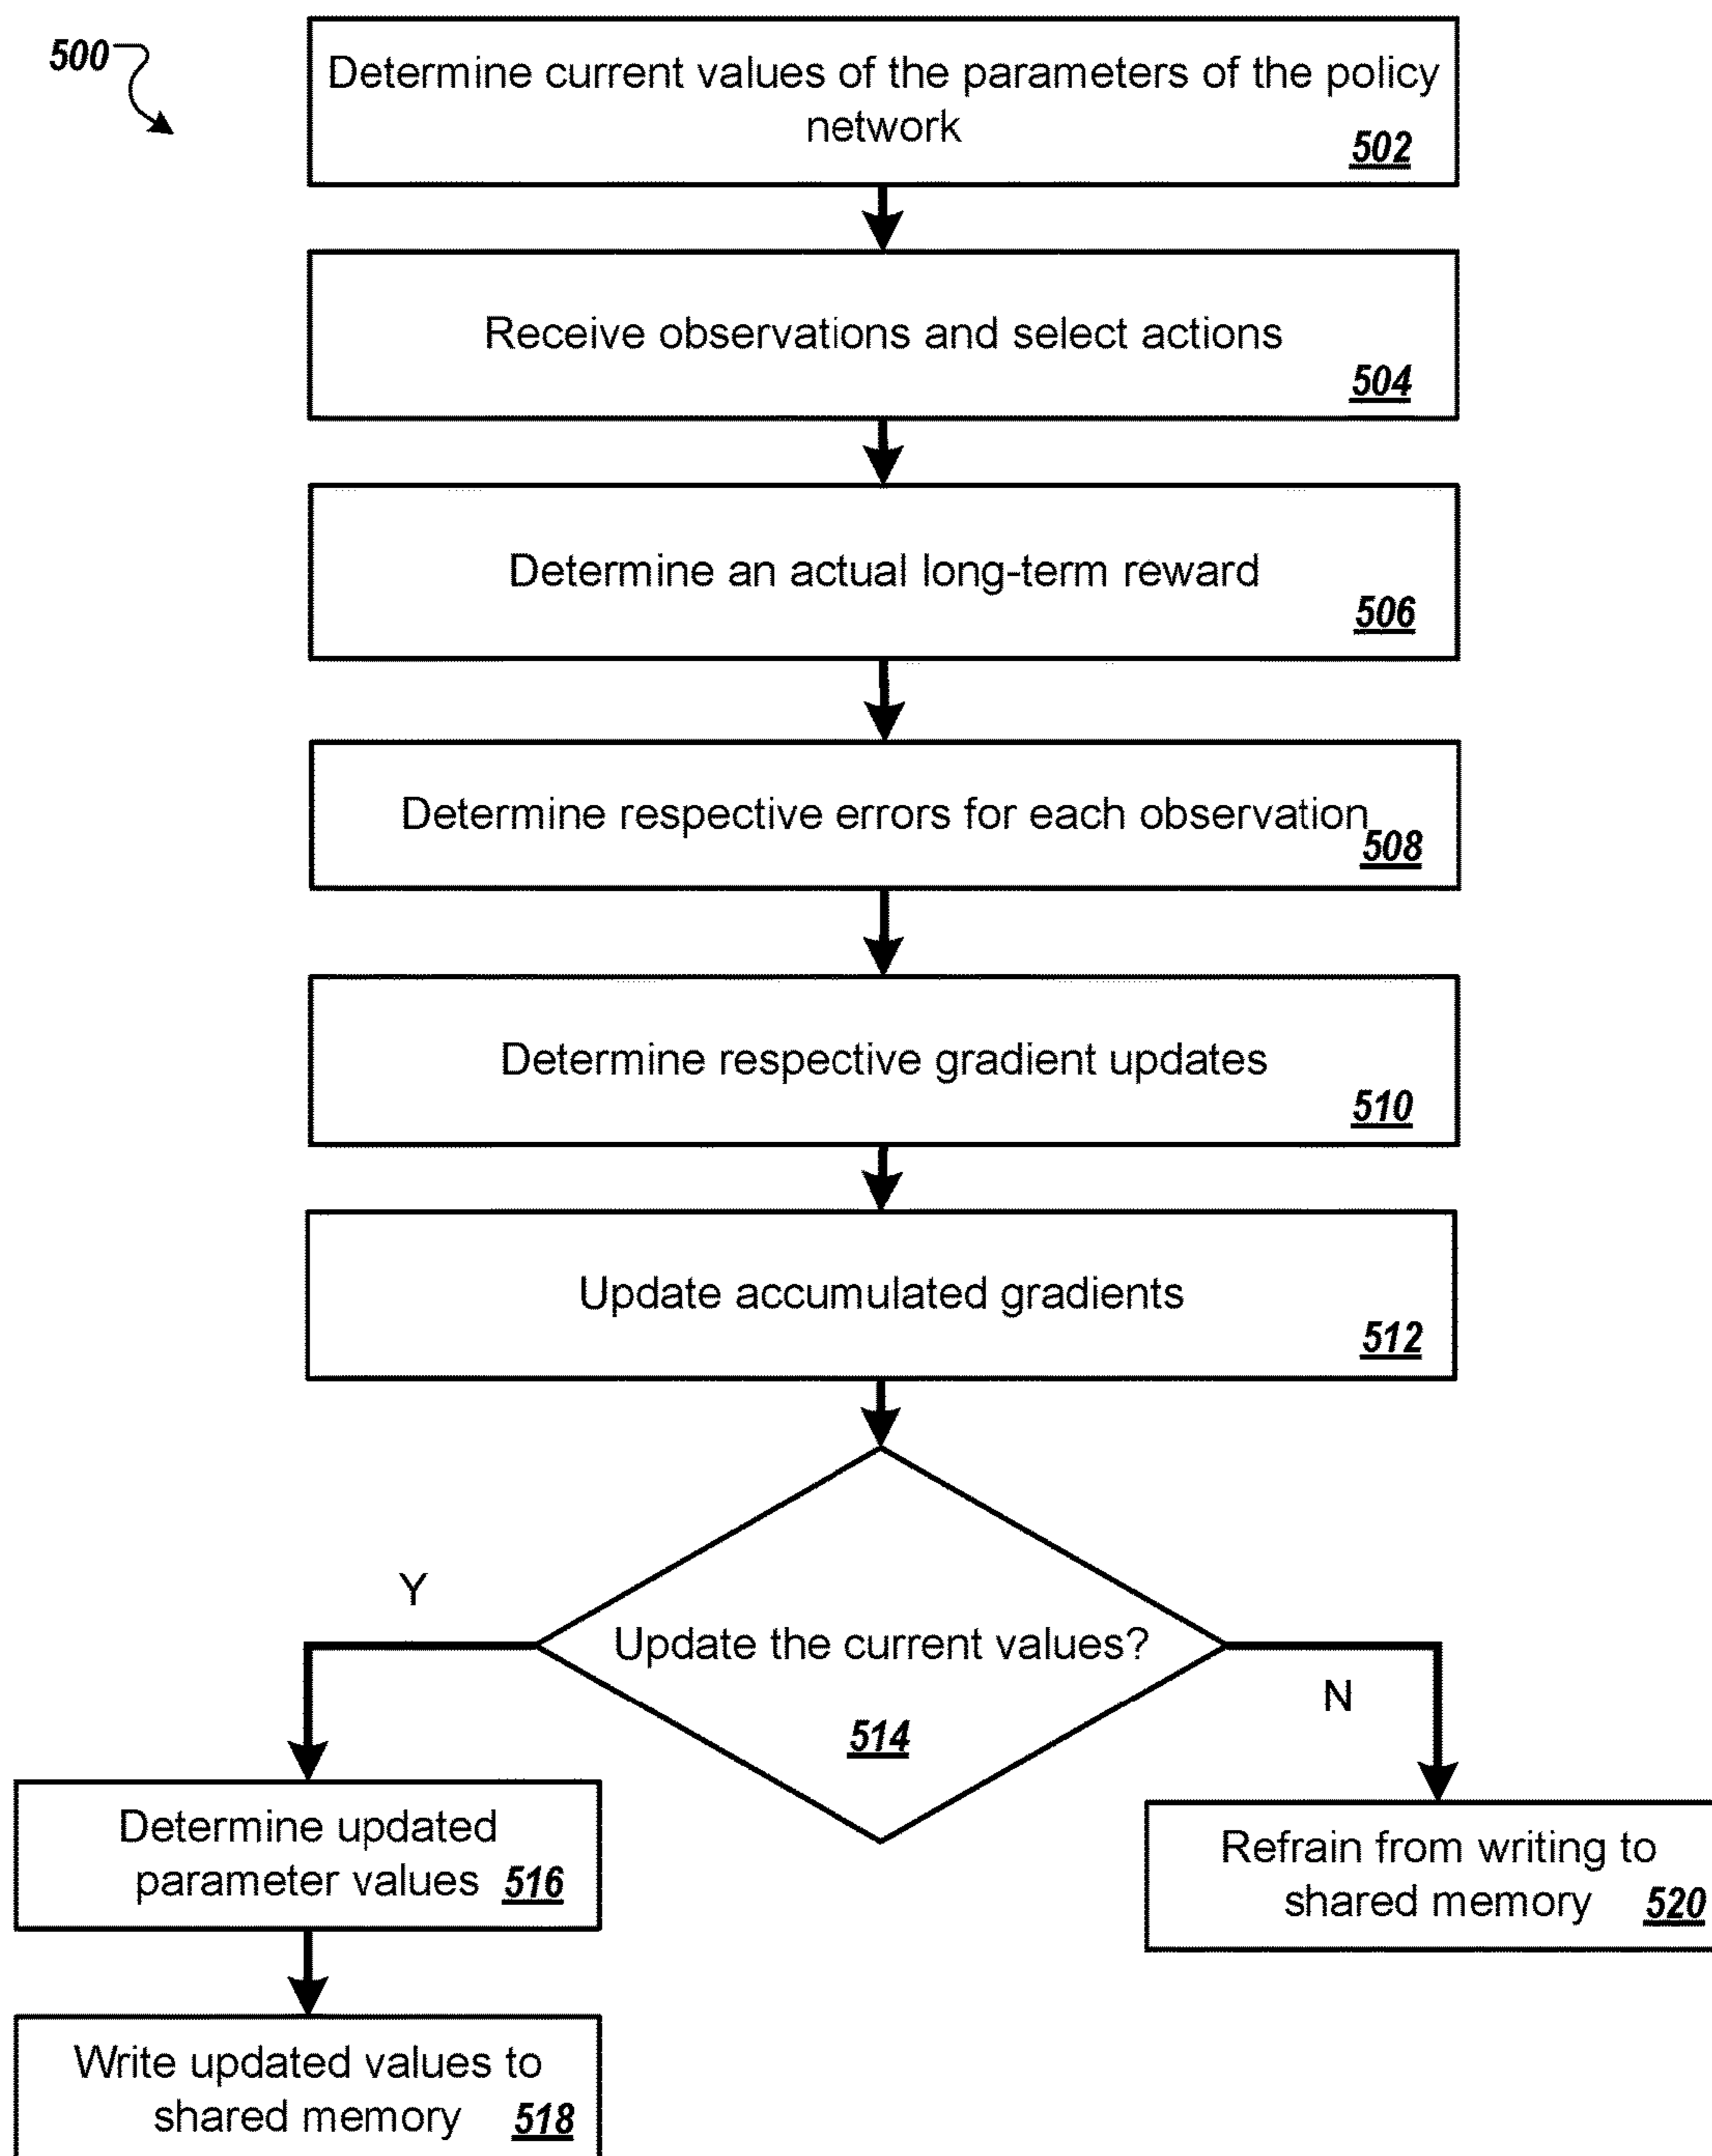 500
Determine current values of the parameters of the policy
network
502
Receive observations and select actions
504
Determine an actual long-term reward
506
Determine respective errors for each observation
508
Determine respective gradient updates
510
Update accumulated gradients
512
Y
Update the current values?
N
514
Determine updated
parameter values 516
Refrain from writing to
shared memory 520
Write updated values to
shared memory 518